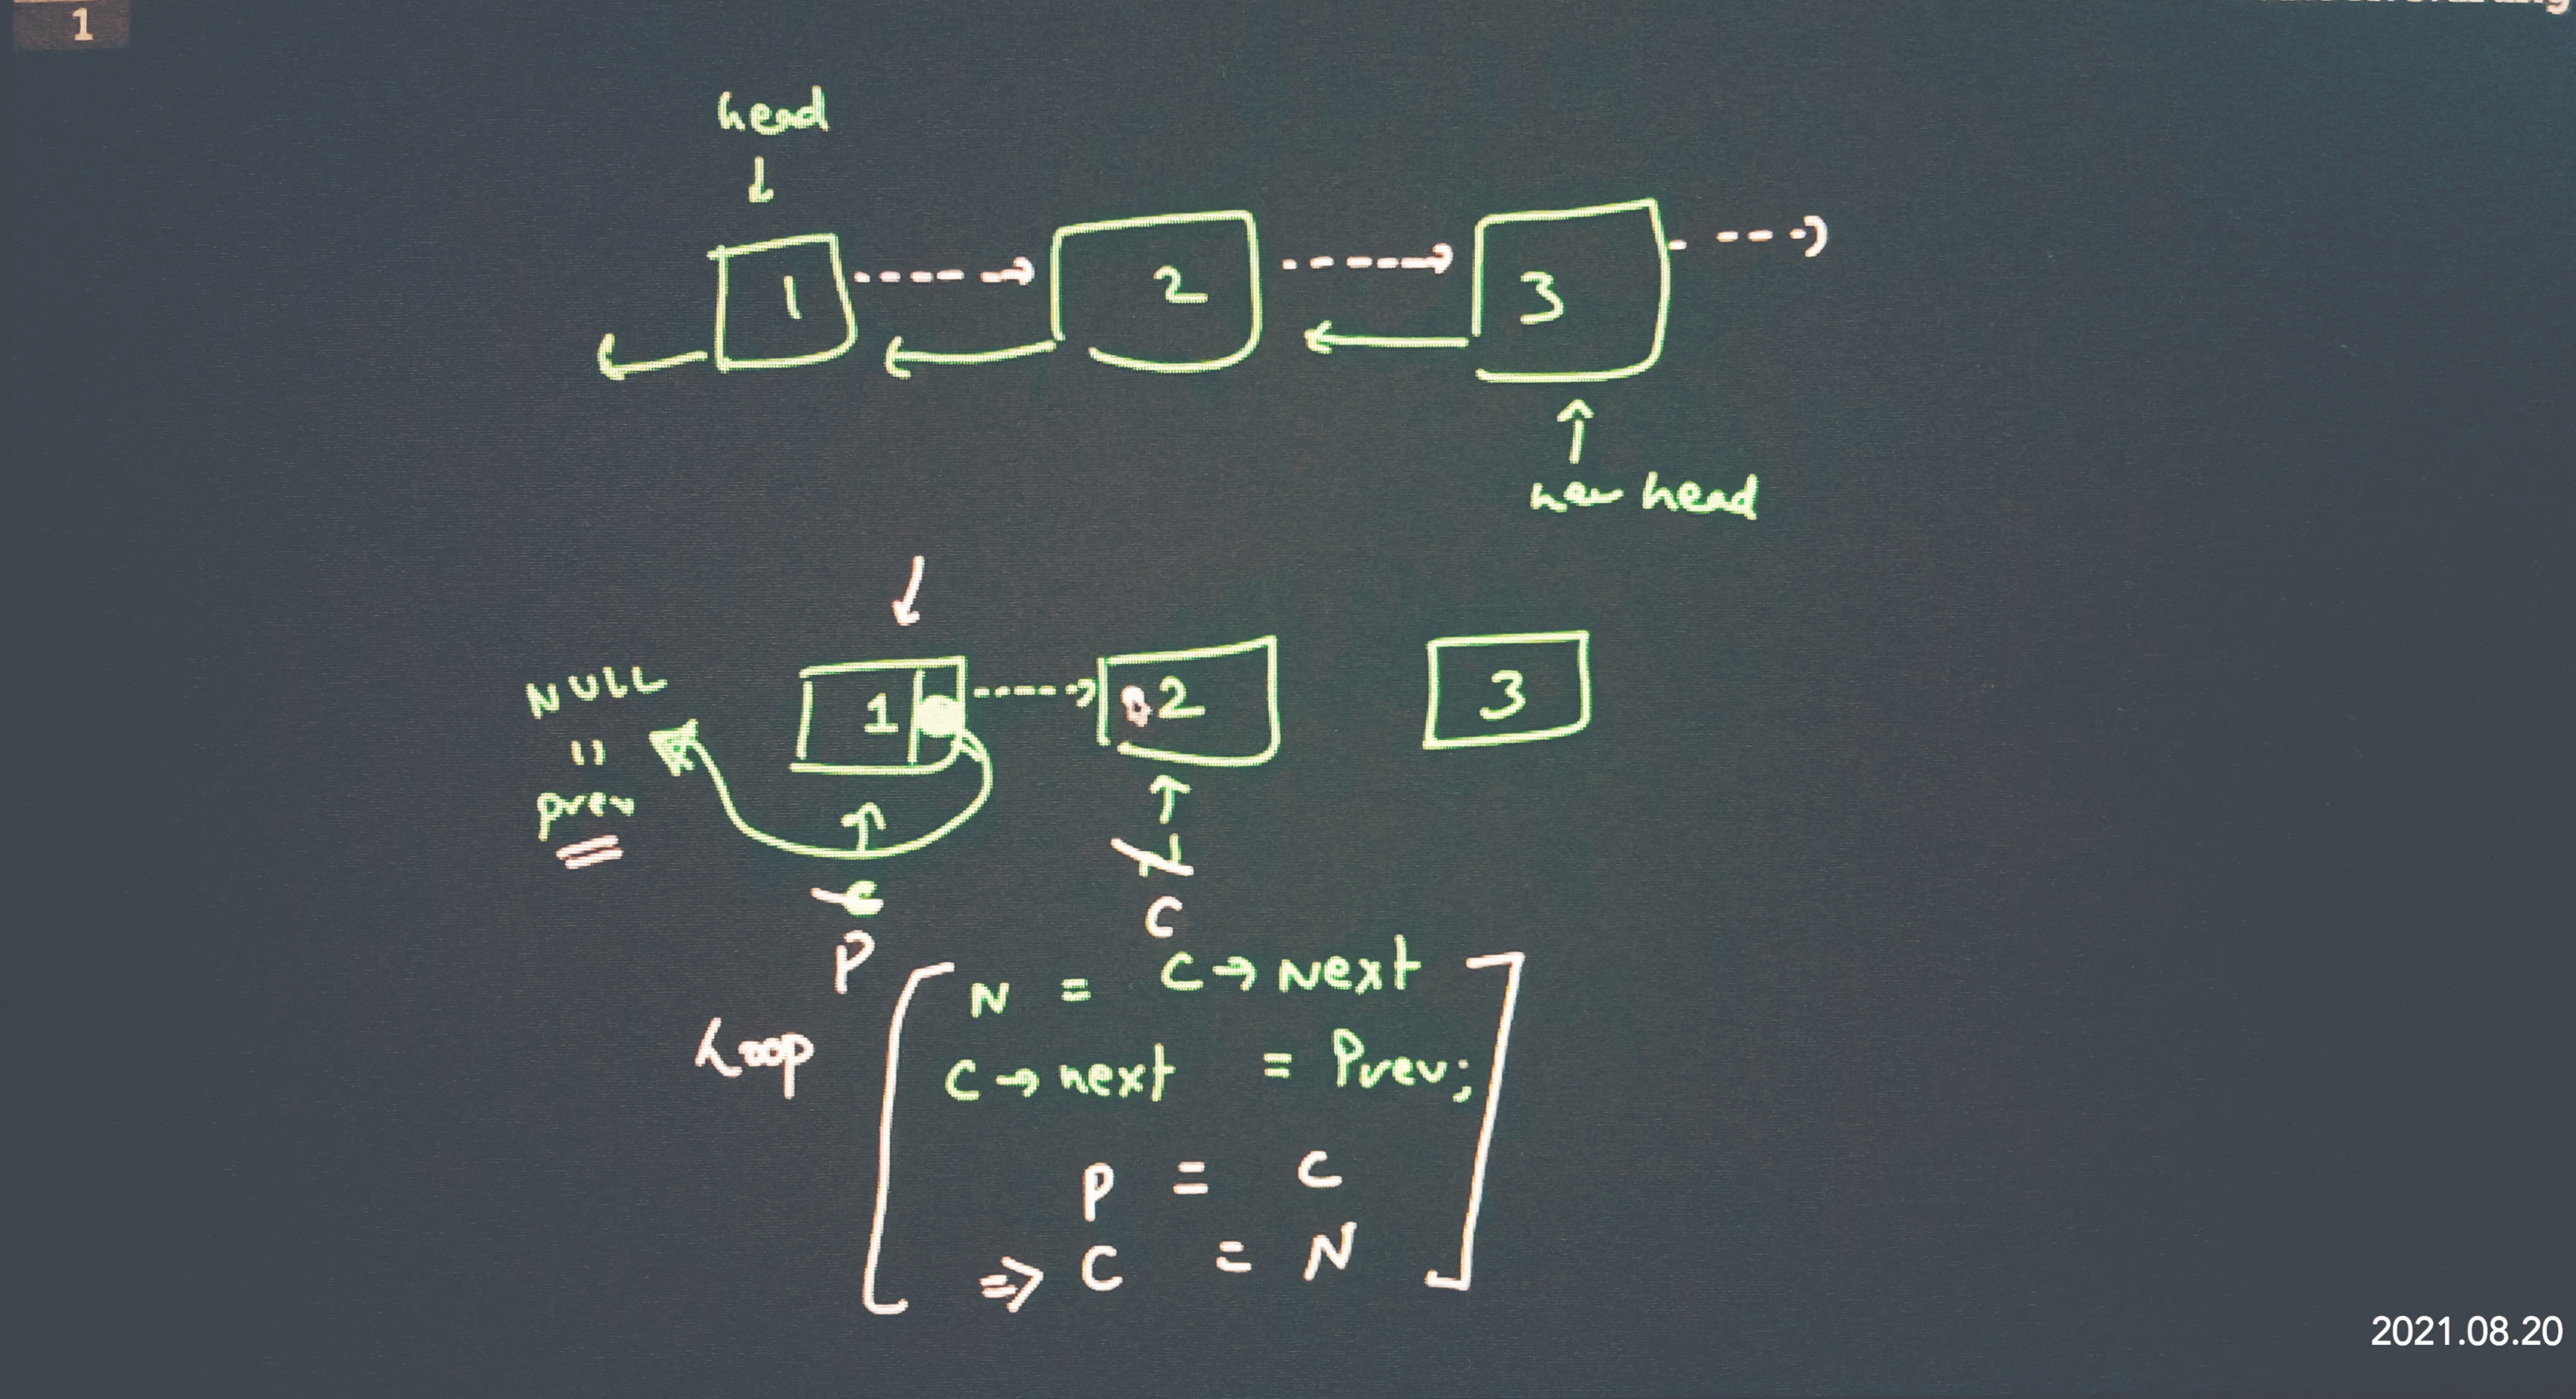 1
head
1 2 3
new head
NULL 1 2 3
=
prev
C
P
N = C → Next
Loop
C → next = Prev;
P = C
=> C = N
2021.08.20